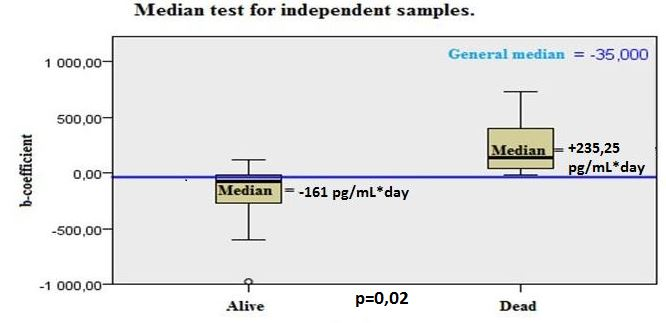 Median test for independent samples.
General median = -35,000
1 000,00
500,00
0,00
-500,00
-1 000,00
b-coefficient
Median = -161 pg/mL*day
Median = +235,25
pg/mL*day
Alive
p=0,02
Dead